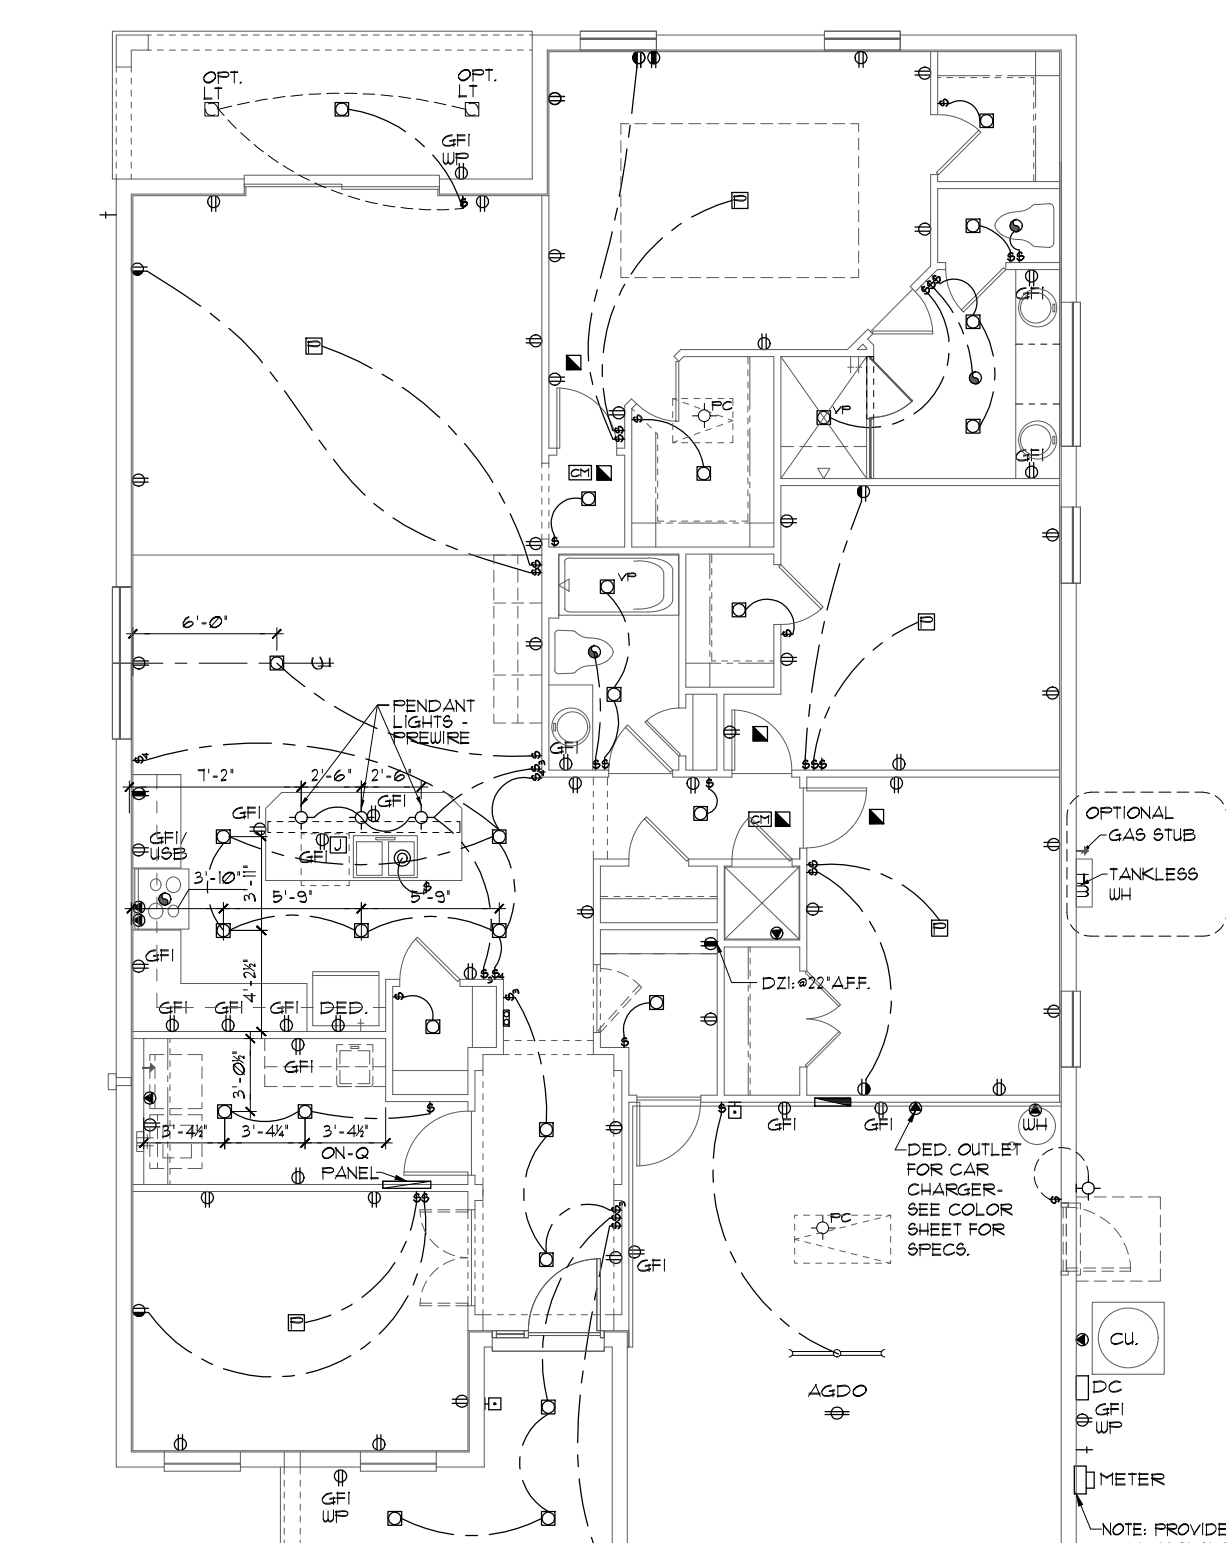 OPT.
LT
OPT.
LT
GFI
WP
GFI
PC
VP
GFI
CM
VP
6'-0"
PENDANT
LIGHTS -
PREWIRE
GFI
7'-2"
2'-6"
2'-6"
GFI
GFI
GFI/
USB
GFI
CM
OPTIONAL
GAS STUB
TANKLESS
WH
3'-10"
3'-11"
5'-9"
5'-9"
GFI
4'-2½"
DZI: @22"A.F.F.
GFI
GFI
GFI
DED.
GFI
3'-0½"
3'-4½"
3'-4½"
3'-4½"
ON-Q
PANEL
GFI
GFI
WH
DED. OUTLET
FOR CAR
CHARGER-
SEE COLOR
SHEET FOR
SPECS.
PC
GFI
CU.
AGDO
DC
GFI
WP
METER
GFI
WP
NOTE: PROVIDE